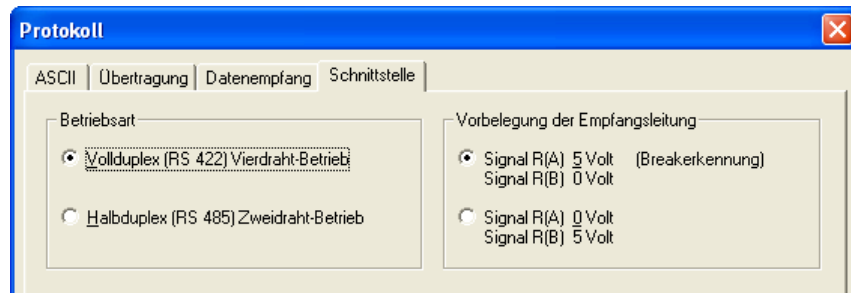 Protokoll
ASCII Übertragung Datenempfang Schnittstelle
Betriebsart
Vollduplex (RS 422) Vierdraht-Betrieb
Halbduplex (RS 485) Zweidraht-Betrieb
Vorbelegung der Empfangsleitung
Signal R(A) 5 Volt (Breakerkennung)
Signal R(B) 0 Volt
Signal R(A) 0 Volt
Signal R(B) 5 Volt